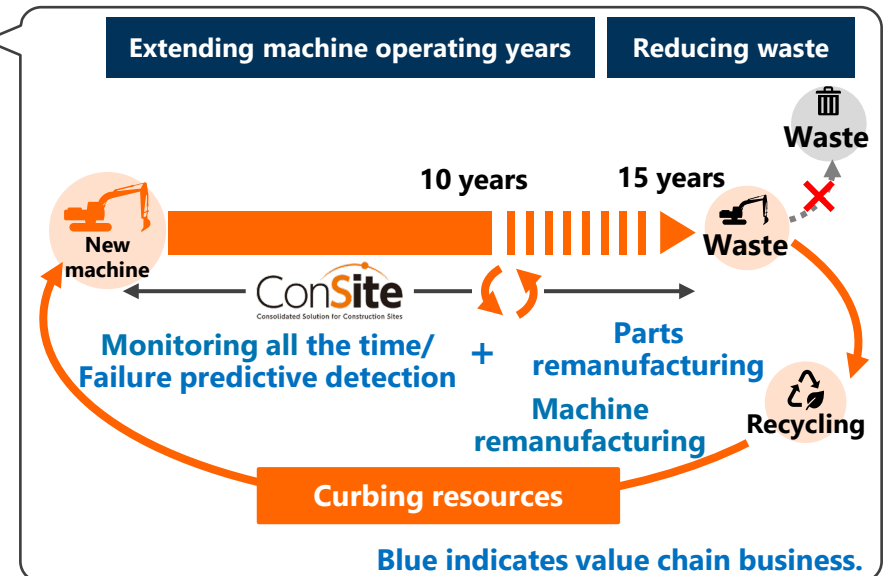 Extending machine operating years
Reducing waste
Waste
10 years
15 years
New
machine
Waste
ConSite
Consolidated Solution for Construction Sites
Monitoring all the time/
Failure predictive detection
+
Parts
remanufacturing
Machine
remanufacturing
Recycling
Curbing resources
Blue indicates value chain business.